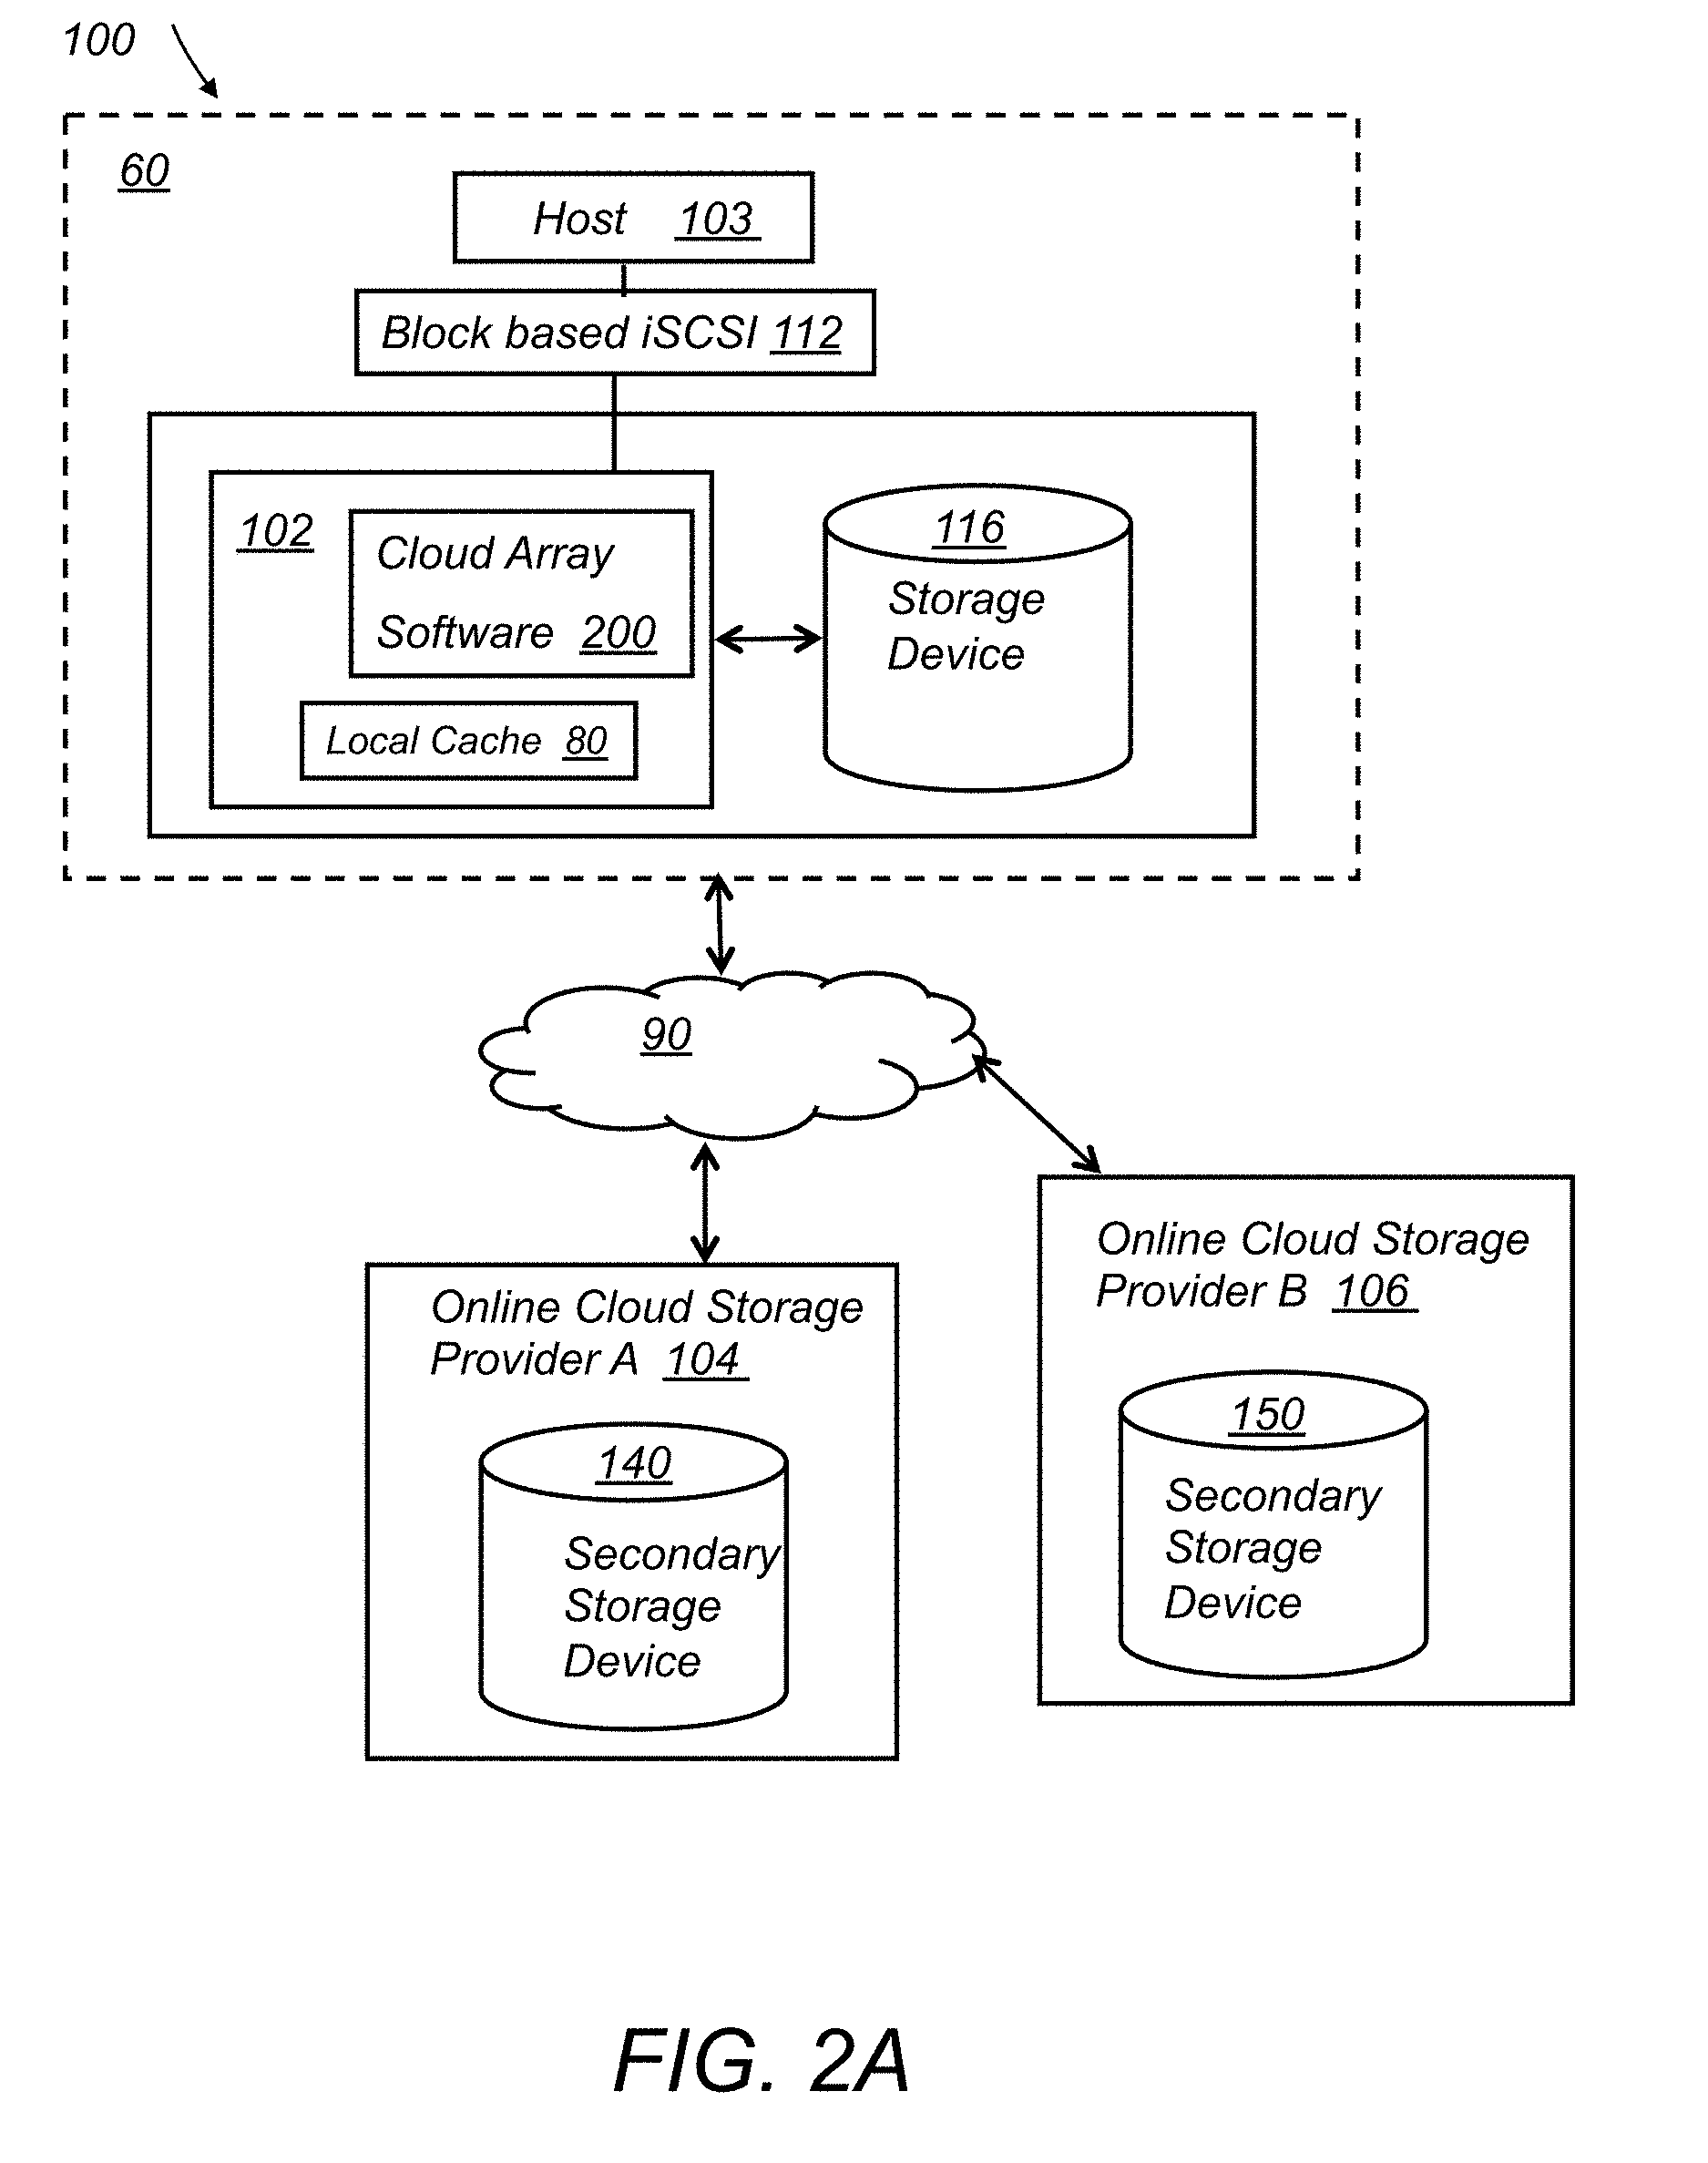 100
60
Host 103
Block based iSCSI 112
102
Cloud Array
Software 200
Local Cache 80
116
Storage
Device
90
Online Cloud Storage
Provider A 104
140
Secondary
Storage
Device
Online Cloud Storage
Provider B 106
150
Secondary
Storage
Device
FIG. 2A